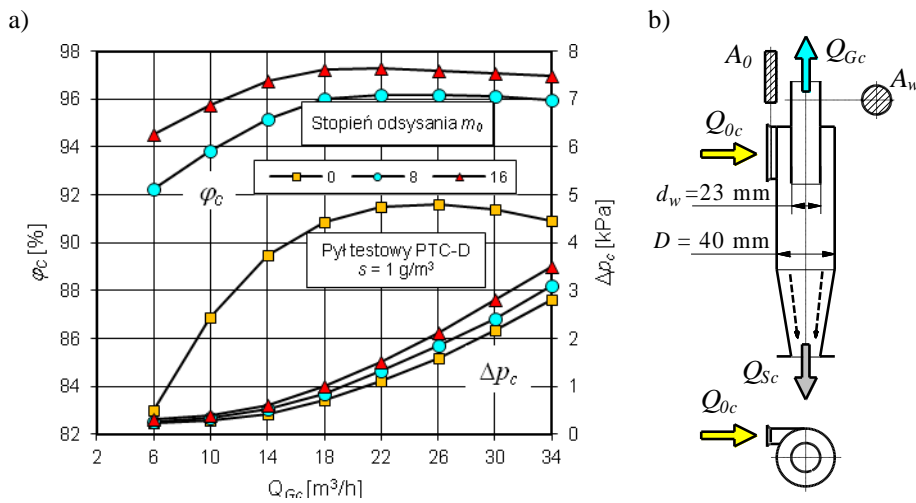 a)
b)
98
96
94
92
90
88
86
84
82
φC [%]
8
7
6
5
4
3
2
1
0
Δpc [kPa]
Stopień odsysania m0
0 8 16
φc
Pył testowy PTC-D
s = 1 g/m³
Δpc
2 6 10 14 18 22 26 30 34
QGc [m³/h]
A0
QGc
Aw
Q0c
dw=23 mm
D = 40 mm
QSc
Q0c